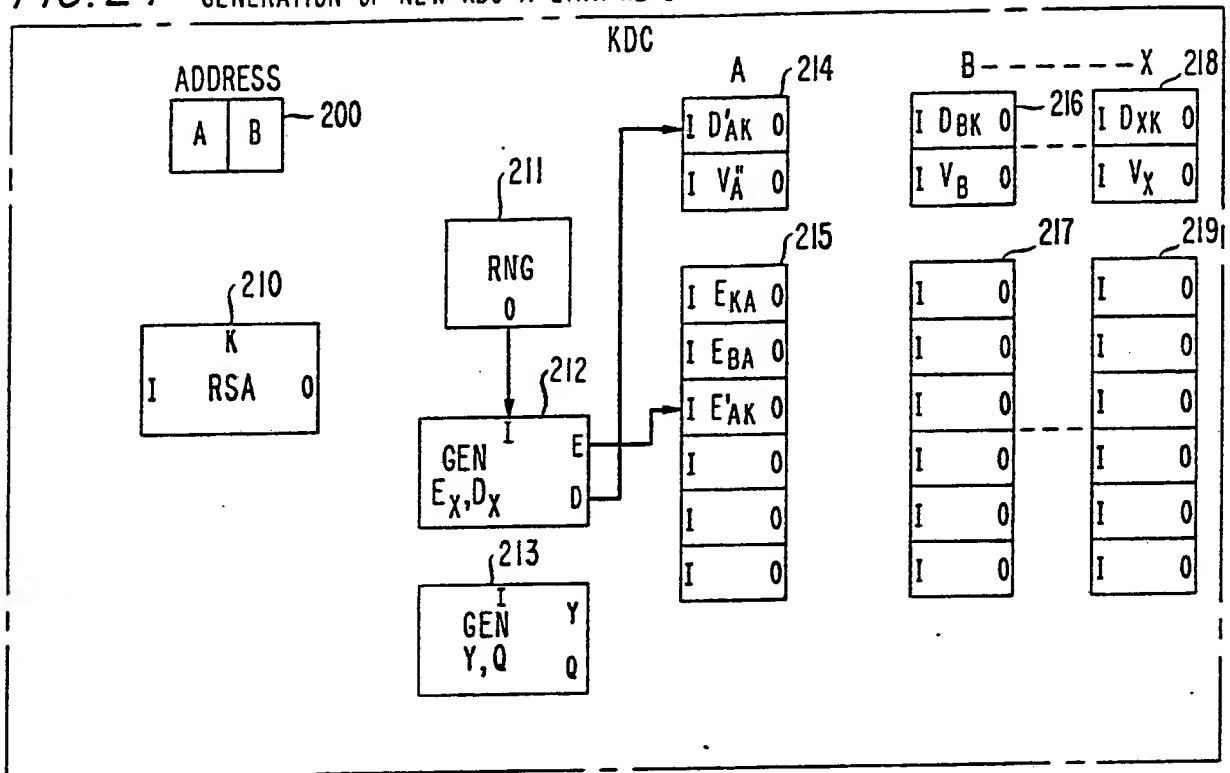 GENERATION OF NEW KDC
KDC
ADDRESS
A B
200
A
214
I D'AK O
I V"A O
B X
216
I DBK O
I VB O
218
I DXK O
I VX O
211
RNG
O
210
K
I RSA O
212
I
GEN E
EX,DX D
215
I EKA O
I EBA O
I E'AK O
I O
I O
I O
217
I O
I O
I O
I O
I O
I O
219
I O
I O
I O
I O
I O
I O
213
I
GEN Y
Y,Q Q